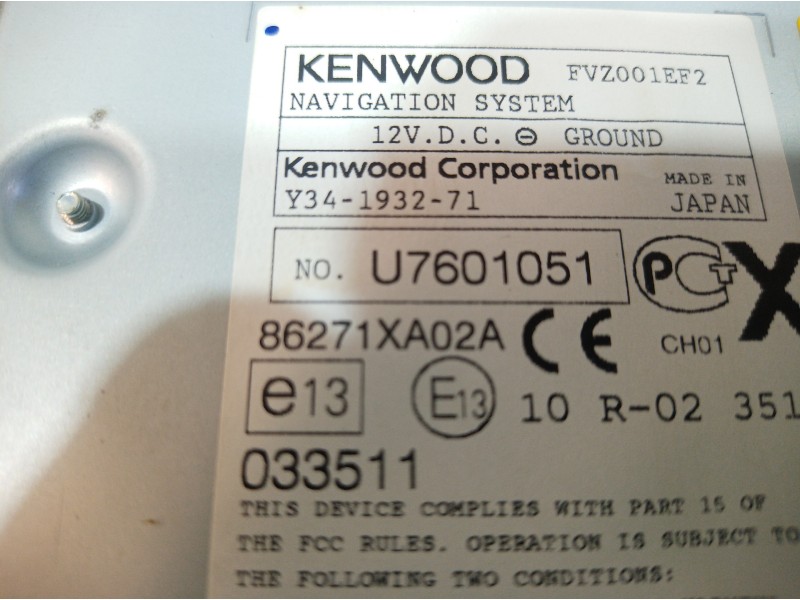 KENWOOD FVZ001EF2
NAVIGATION SYSTEM
12V.D.C. ⊖ GROUND
Kenwood Corporation MADE IN
Y34-1932-71 JAPAN
NO. U7601051 PCT X
86271XA02A CE CH01
e13 E13 10 R-02 351
033511
THIS DEVICE COMPLIES WITH PART 15 OF
THE FCC RULES. OPERATION IS SUBJECT TO
THE FOLLOWING TWO CONDITIONS: